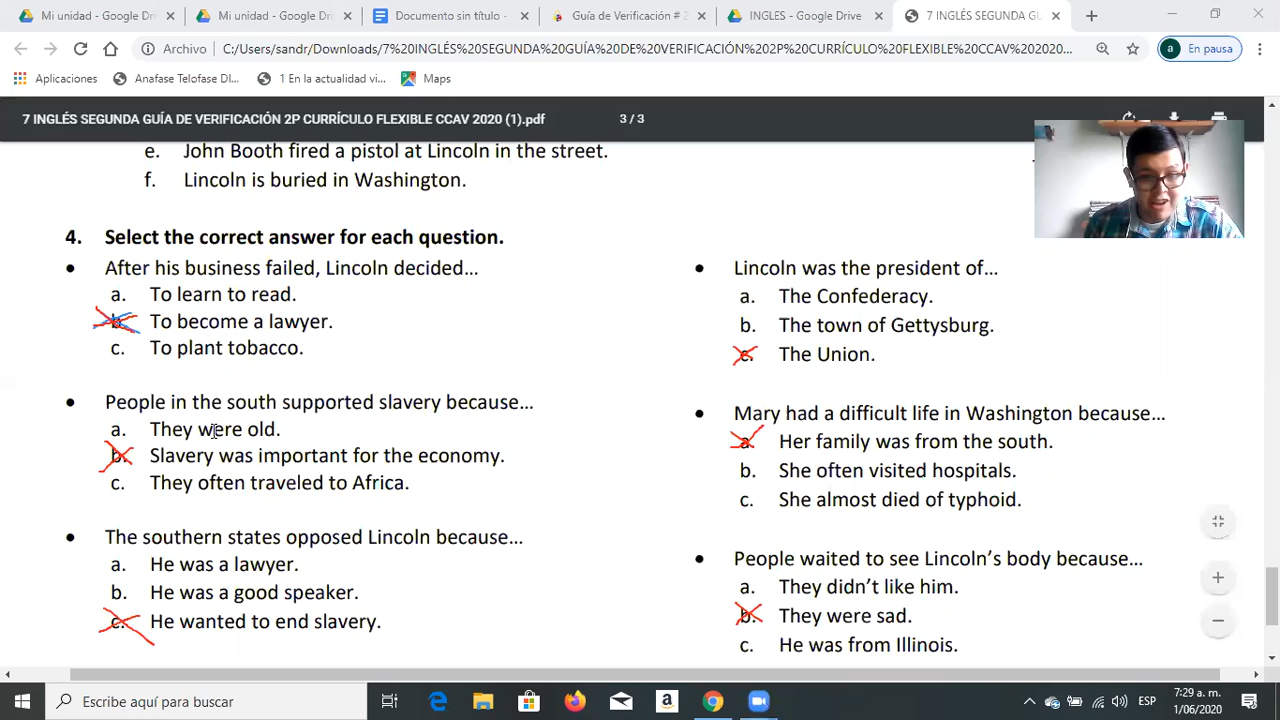 Mi unidad - Google Dri
Mi unidad - Google Dri
Documento sin título -
Guía de Verificación # 2
INGLES - Google Drive
7 INGLÉS SEGUNDA GU
Archivo
C:/Users/sandr/Downloads/7%20INGLÉS%20SEGUNDA%20GUÍA%20DE%20VERIFICACIÓN%202P%20CURRÍCULO%20FLEXIBLE%20CCAV%202020...
a
En pausa
Aplicaciones
Anafase Telofase DI...
1 En la actualidad vi...
Maps
7 INGLÉS SEGUNDA GUÍA DE VERIFICACIÓN 2P CURRÍCULO FLEXIBLE CCAV 2020 (1).pdf
3 / 3
e. John Booth fired a pistol at Lincoln in the street.
f. Lincoln is buried in Washington.
4. Select the correct answer for each question.
• After his business failed, Lincoln decided...
a. To learn to read.
b. To become a lawyer.
c. To plant tobacco.
• People in the south supported slavery because...
a. They were old.
b. Slavery was important for the economy.
c. They often traveled to Africa.
• The southern states opposed Lincoln because...
a. He was a lawyer.
b. He was a good speaker.
c. He wanted to end slavery.
• Lincoln was the president of...
a. The Confederacy.
b. The town of Gettysburg.
c. The Union.
• Mary had a difficult life in Washington because...
a. Her family was from the south.
b. She often visited hospitals.
c. She almost died of typhoid.
• People waited to see Lincoln's body because...
a. They didn't like him.
b. They were sad.
c. He was from Illinois.
Escribe aquí para buscar
ESP
7:29 a. m.
1/06/2020